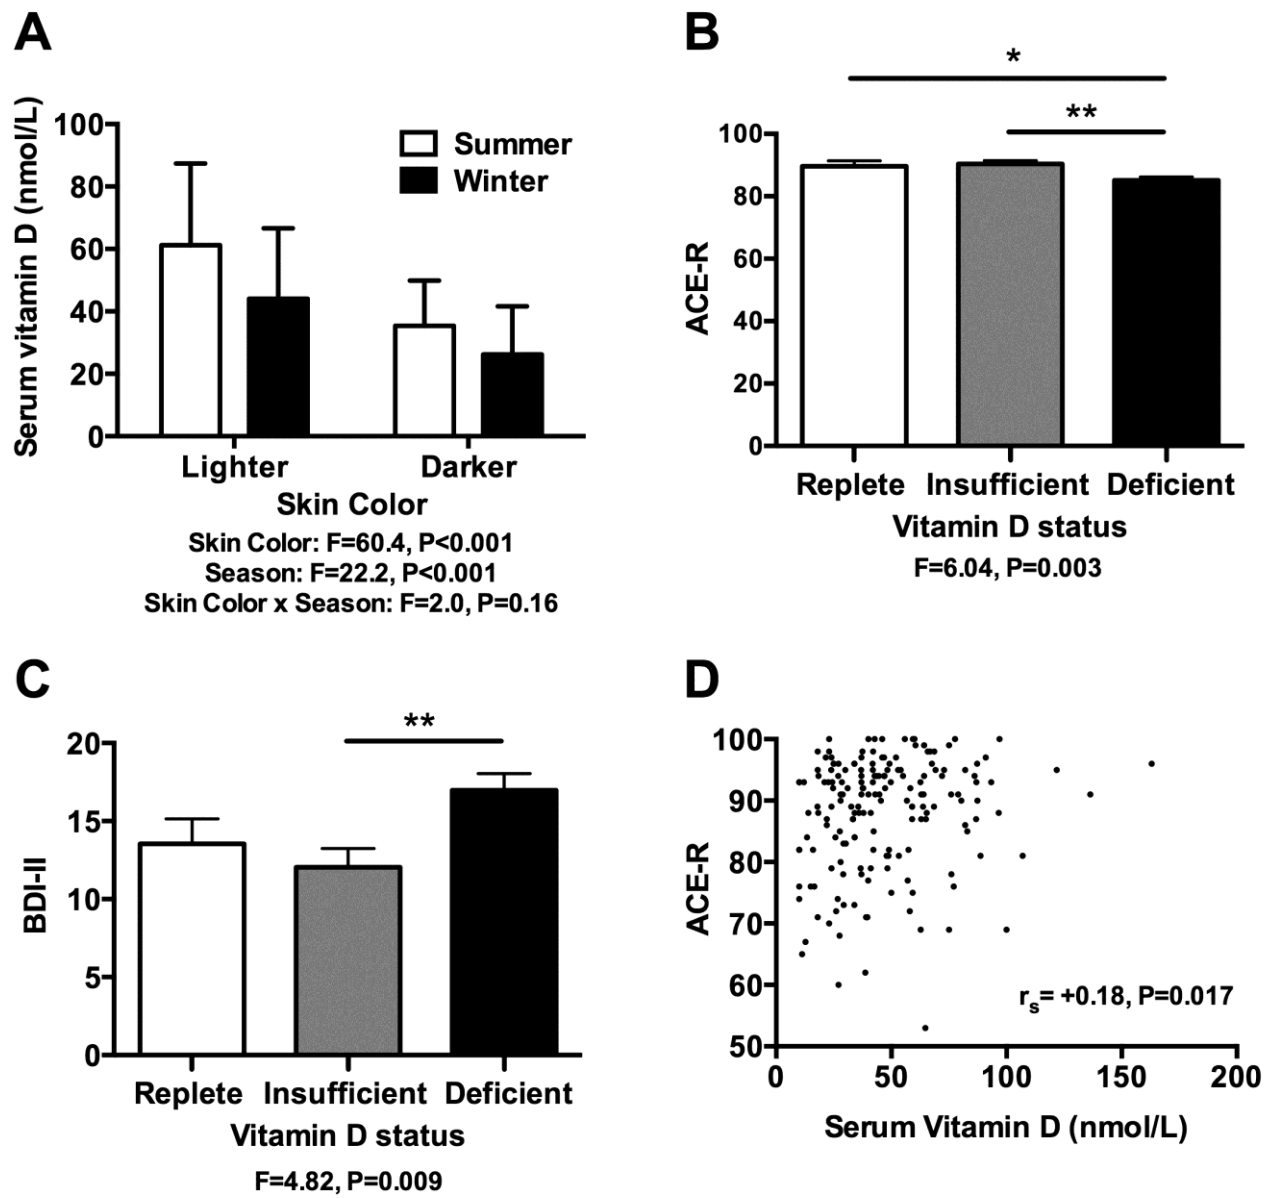 A
Serum vitamin D (nmol/L)
100
80
60
40
20
0
Summer
Winter
Lighter Darker
Skin Color
Skin Color: F=60.4, P<0.001
Season: F=22.2, P<0.001
Skin Color x Season: F=2.0, P=0.16
B
*
**
ACE-R
100
80
60
40
20
0
Replete Insufficient Deficient
Vitamin D status
F=6.04, P=0.003
C
**
BDI-II
20
15
10
5
0
Replete Insufficient Deficient
Vitamin D status
F=4.82, P=0.009
D
ACE-R
100
90
80
70
60
50
rs= +0.18, P=0.017
0 50 100 150 200
Serum Vitamin D (nmol/L)